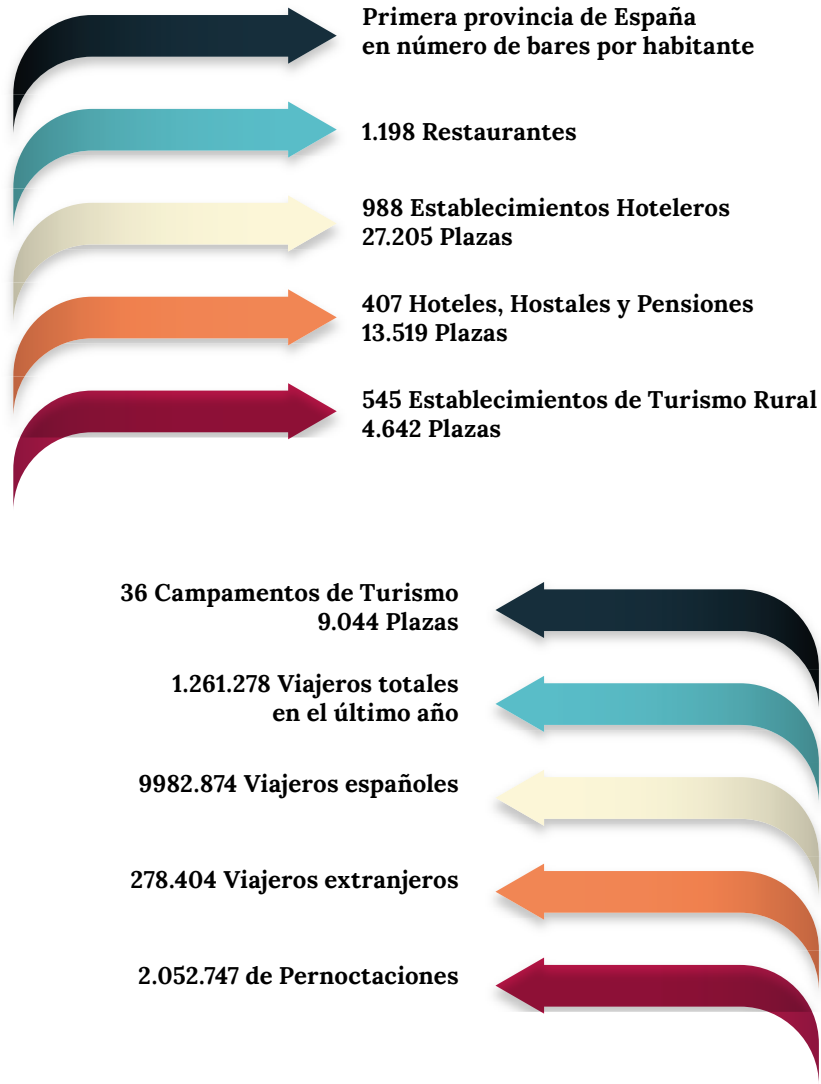 Primera provincia de España
en número de bares por habitante
1.198 Restaurantes
988 Establecimientos Hoteleros
27.205 Plazas
407 Hoteles, Hostales y Pensiones
13.519 Plazas
545 Establecimientos de Turismo Rural
4.642 Plazas
36 Campamentos de Turismo
9.044 Plazas
1.261.278 Viajeros totales
en el último año
9982.874 Viajeros españoles
278.404 Viajeros extranjeros
2.052.747 de Pernoctaciones